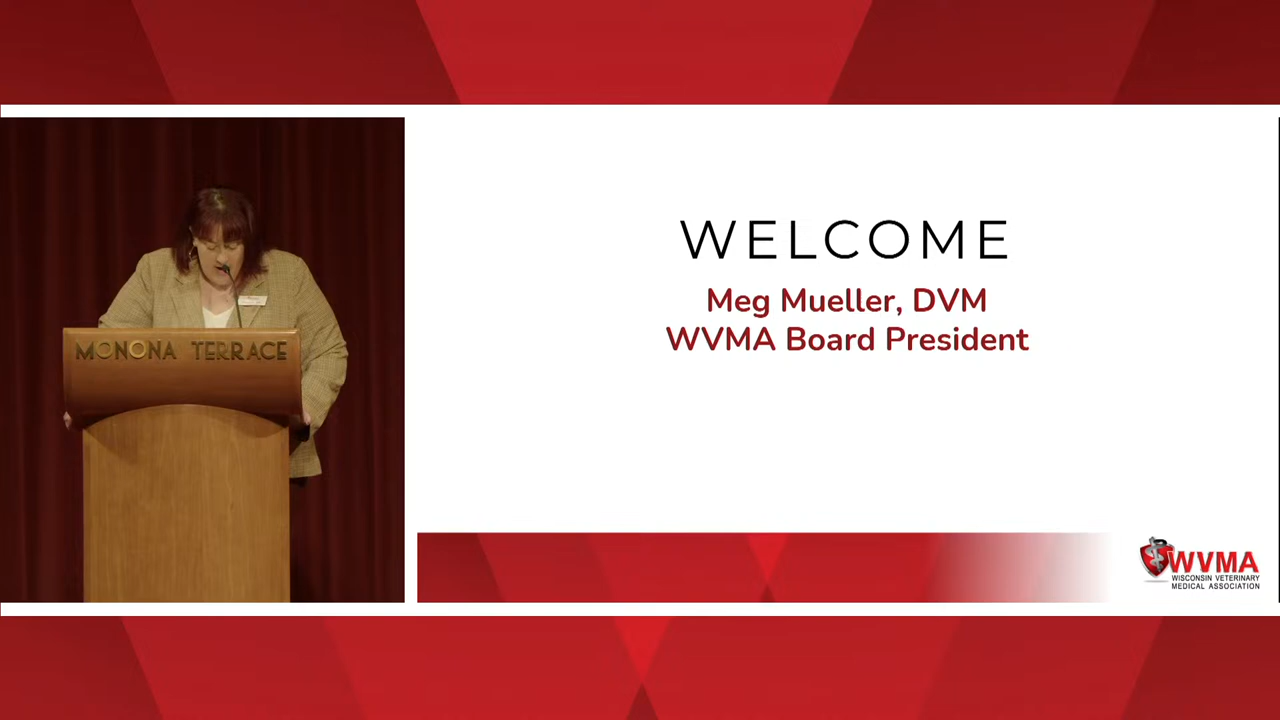 MONONA TERRACE
WELCOME
Meg Mueller, DVM
WVMA Board President
WVMA
WISCONSIN VETERINARY
MEDICAL ASSOCIATION